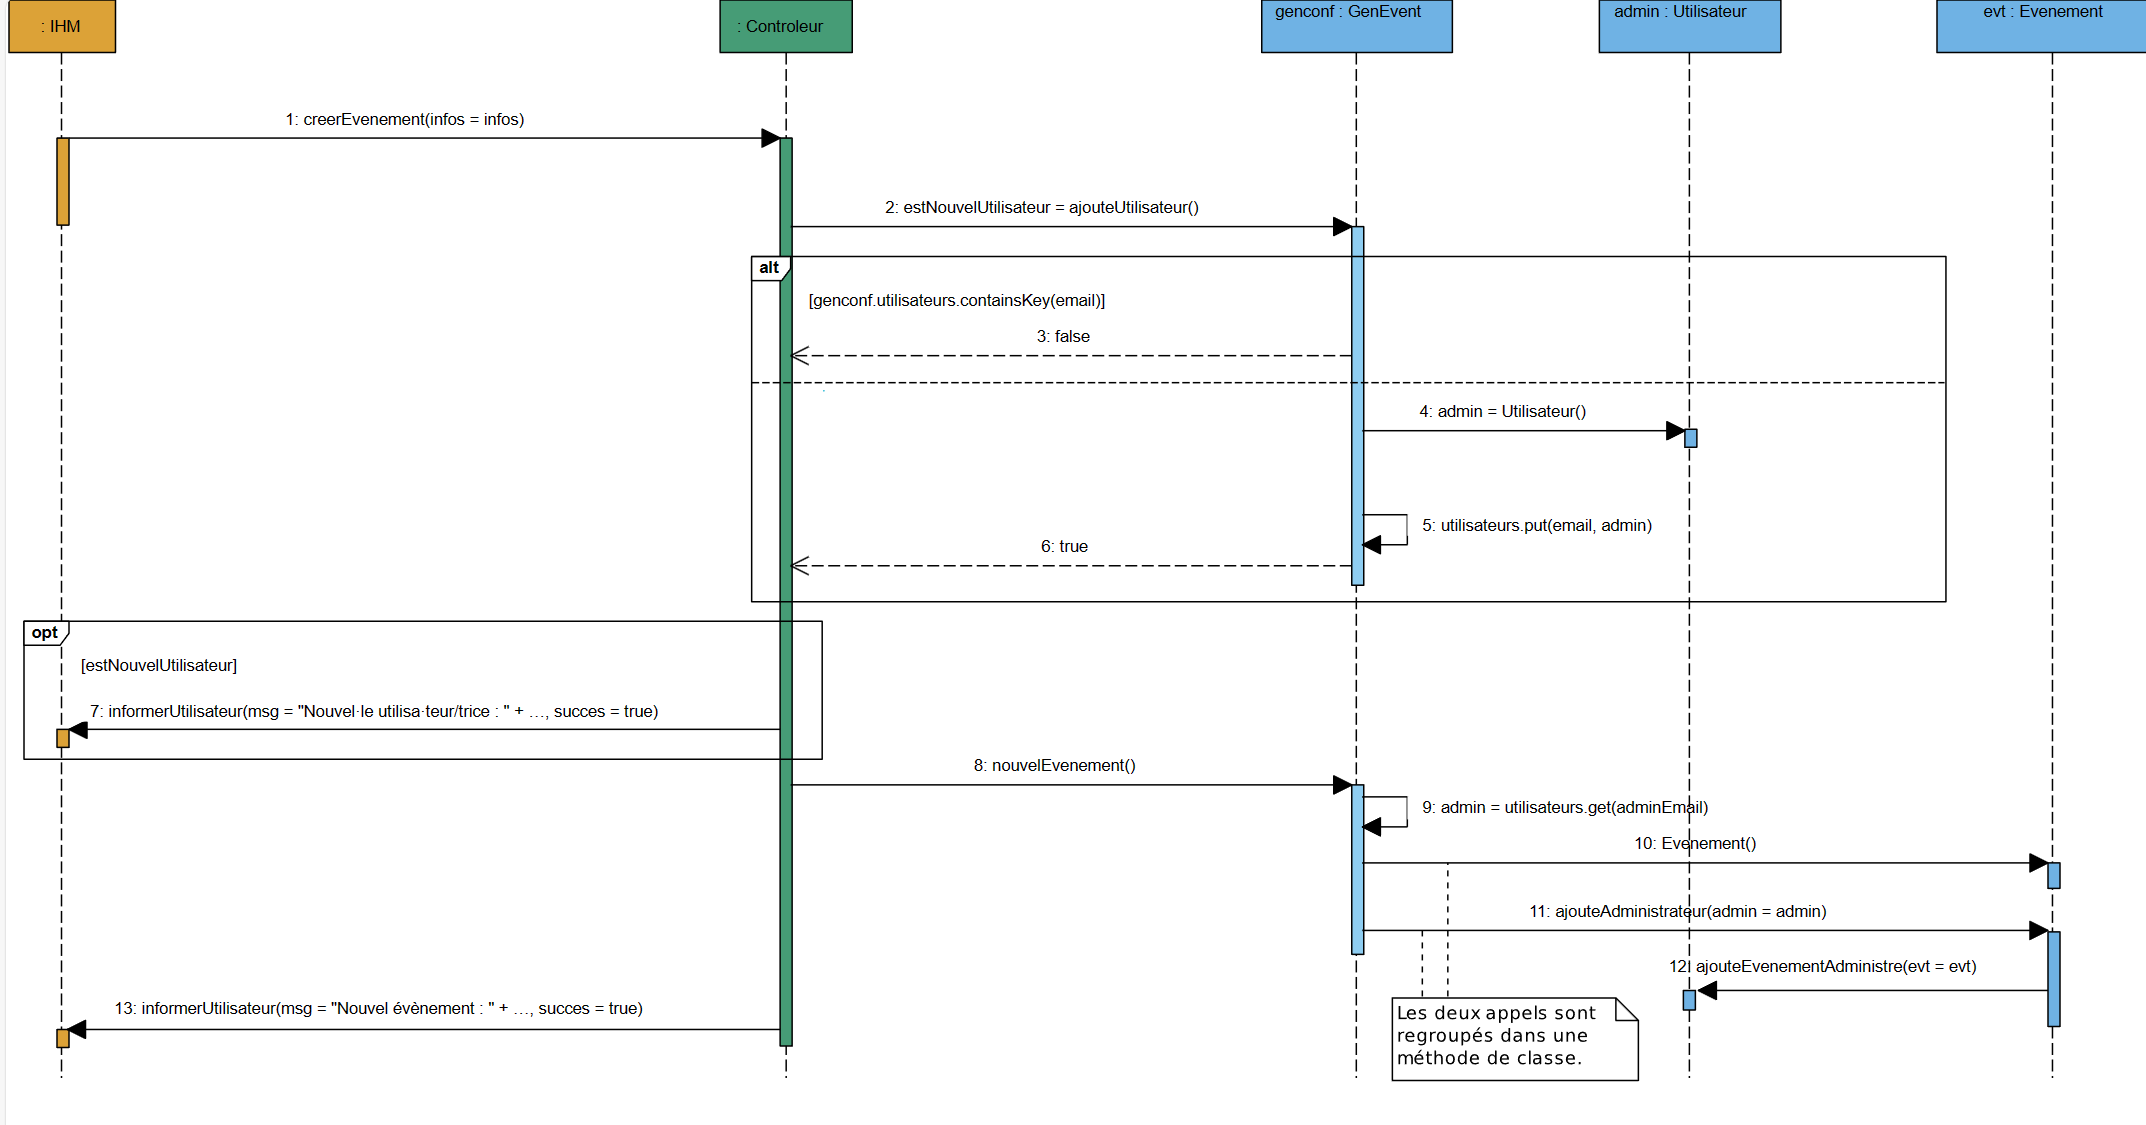 : IHM
: Controleur
genconf : GenEvent
admin : Utilisateur
evt : Evenement
1: creerEvenement(infos = infos)
2: estNouvelUtilisateur = ajouteUtilisateur()
alt
[genconf.utilisateurs.containsKey(email)]
3: false
4: admin = Utilisateur()
5: utilisateurs.put(email, admin)
6: true
opt
[estNouvelUtilisateur]
7: informerUtilisateur(msg = "Nouvel·le utilisa·teur/trice : " + …, succes = true)
8: nouvelEvenement()
9: admin = utilisateurs.get(adminEmail)
10: Evenement()
11: ajouteAdministrateur(admin = admin)
12: ajouteEvenementAdministre(evt = evt)
13: informerUtilisateur(msg = "Nouvel évènement : " + …, succes = true)
Les deux appels sont
regroupés dans une
méthode de classe.